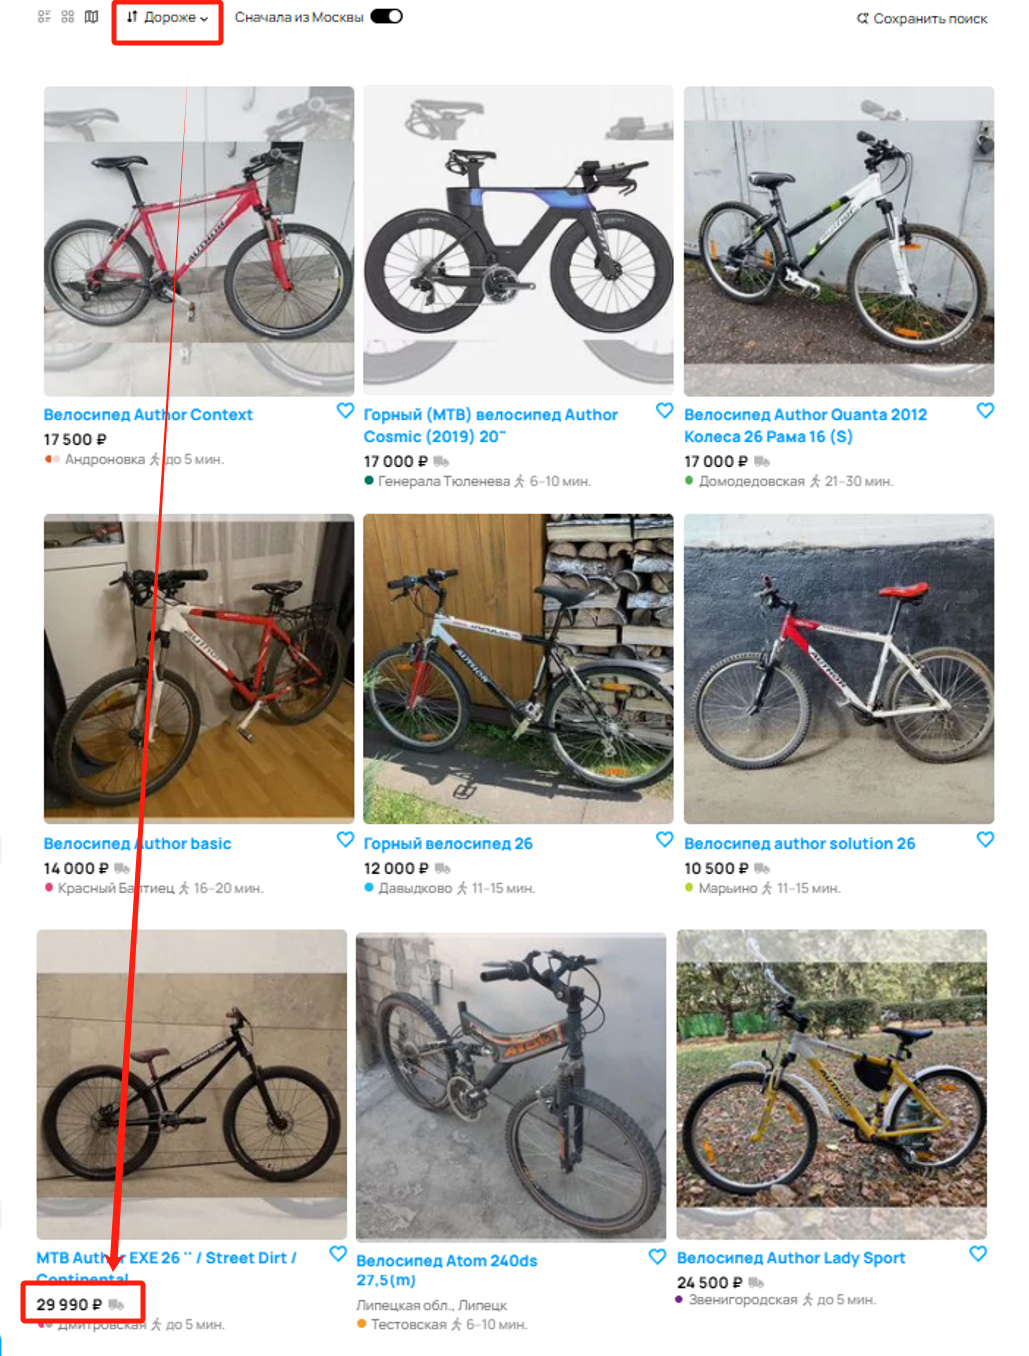 Дороже
Сначала из Москвы
Сохранить поиск
Велосипед Author Context
17 500 ₽
Андроновка до 5 мин.
Горный (MTB) велосипед Author
Cosmic (2019) 20"
17 000 ₽
Генерала Тюленева 6–10 мин.
Велосипед Author Quanta 2012
Колеса 26 Рама 16 (S)
17 000 ₽
Домодедовская 21–30 мин.
Велосипед Author basic
14 000 ₽
Красный Балтиец 16–20 мин.
Горный велосипед 26
12 000 ₽
Давыдково 11–15 мин.
Велосипед author solution 26
10 500 ₽
Марьино 11–15 мин.
MTB Author EXE 26 '' / Street Dirt /
Continental
29 990 ₽
Дмитровская до 5 мин.
Велосипед Atom 240ds
27,5(m)
Липецкая обл., Липецк
Тестовская 6–10 мин.
Велосипед Author Lady Sport
24 500 ₽
Звенигородская до 5 мин.